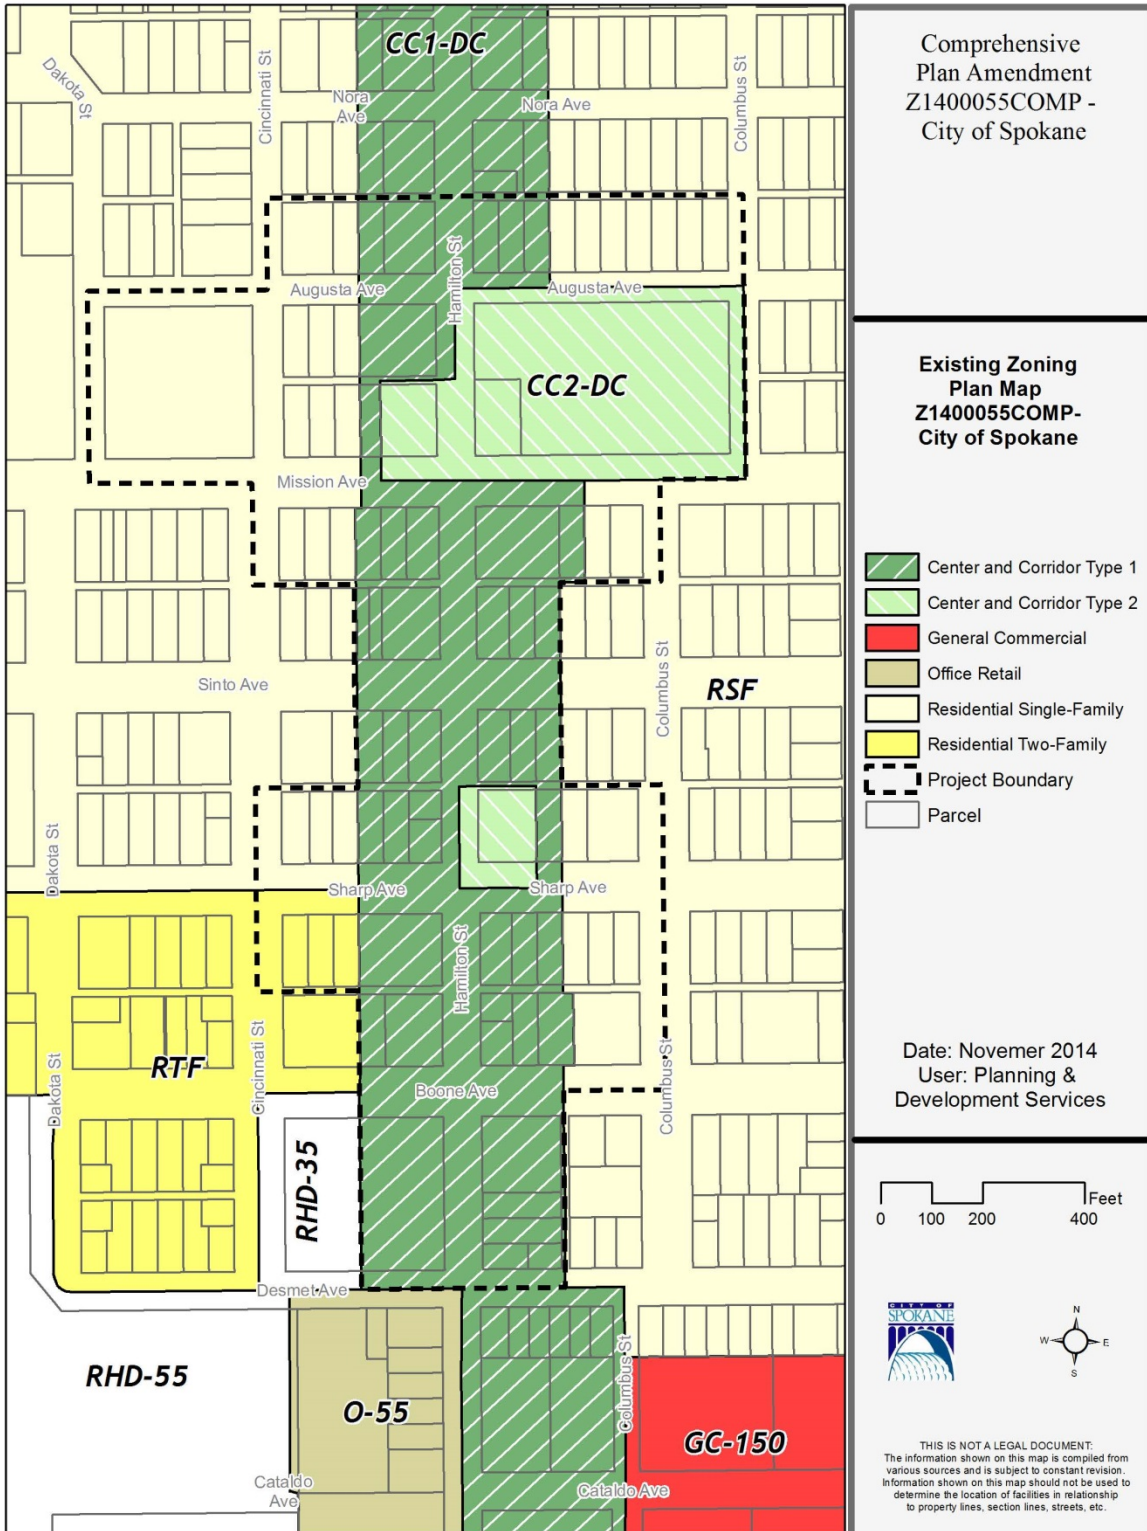 CC1-DC
Dakota St
Cincinnati St
Nora
Ave
Nora Ave
Columbus St
Hamilton St
Augusta Ave
Augusta Ave
CC2-DC
Mission Ave
Sinto Ave
Columbus St
RSF
Dakota St
Sharp Ave
Sharp Ave
Hamilton St
Cincinnati St
Dakota St
RTF
Columbus St
Boone Ave
RHD-35
Desmet Ave
RHD-55
O-55
Columbus St
GC-150
Cataldo
Ave
Cataldo Ave
Comprehensive
Plan Amendment
Z1400055COMP -
City of Spokane
Existing Zoning
Plan Map
Z1400055COMP-
City of Spokane
Center and Corridor Type 1
Center and Corridor Type 2
General Commercial
Office Retail
Residential Single-Family
Residential Two-Family
Project Boundary
Parcel
Date: Novemer 2014
User: Planning &
Development Services
Feet
0 100 200 400
CITY OF
SPOKANE
N
W E
S
THIS IS NOT A LEGAL DOCUMENT:
The information shown on this map is compiled from
various sources and is subject to constant revision.
Information shown on this map should not be used to
determine the location of facilities in relationship
to property lines, section lines, streets, etc.